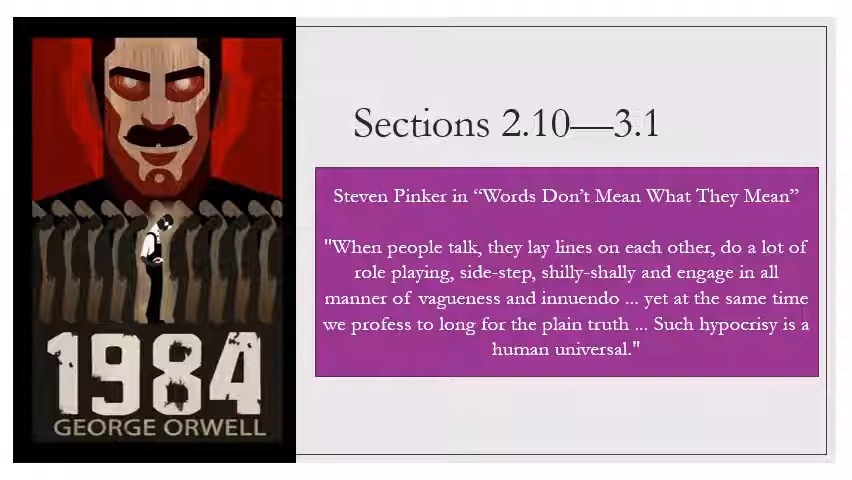 1984
GEORGE ORWELL
Sections 2.10—3.1
Steven Pinker in “Words Don’t Mean What They Mean”
"When people talk, they lay lines on each other, do a lot of
role playing, side-step, shilly-shally and engage in all
manner of vagueness and innuendo ... yet at the same time
we profess to long for the plain truth ... Such hypocrisy is a
human universal."